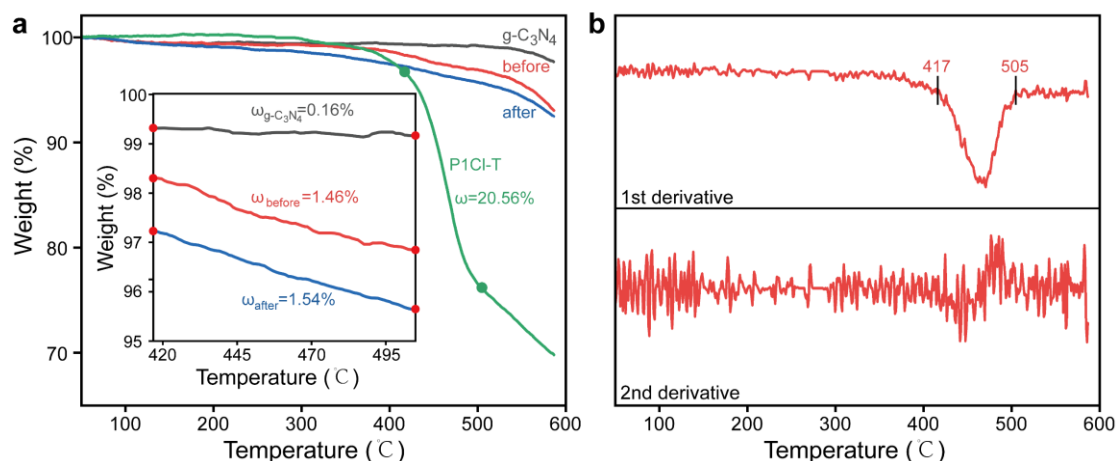 a
Weight (%)
100
90
80
70
g-C₃N₄
before
after
P1Cl-T
ω=20.56%
Weight (%)
100
99
98
97
96
95
ωg-C₃N₄=0.16%
ωbefore=1.46%
ωafter=1.54%
420 445 470 495
Temperature (℃)
100 200 300 400 500 600
Temperature (℃)
b
417 505
1st derivative
2nd derivative
100 200 300 400 500 600
Temperature (℃)